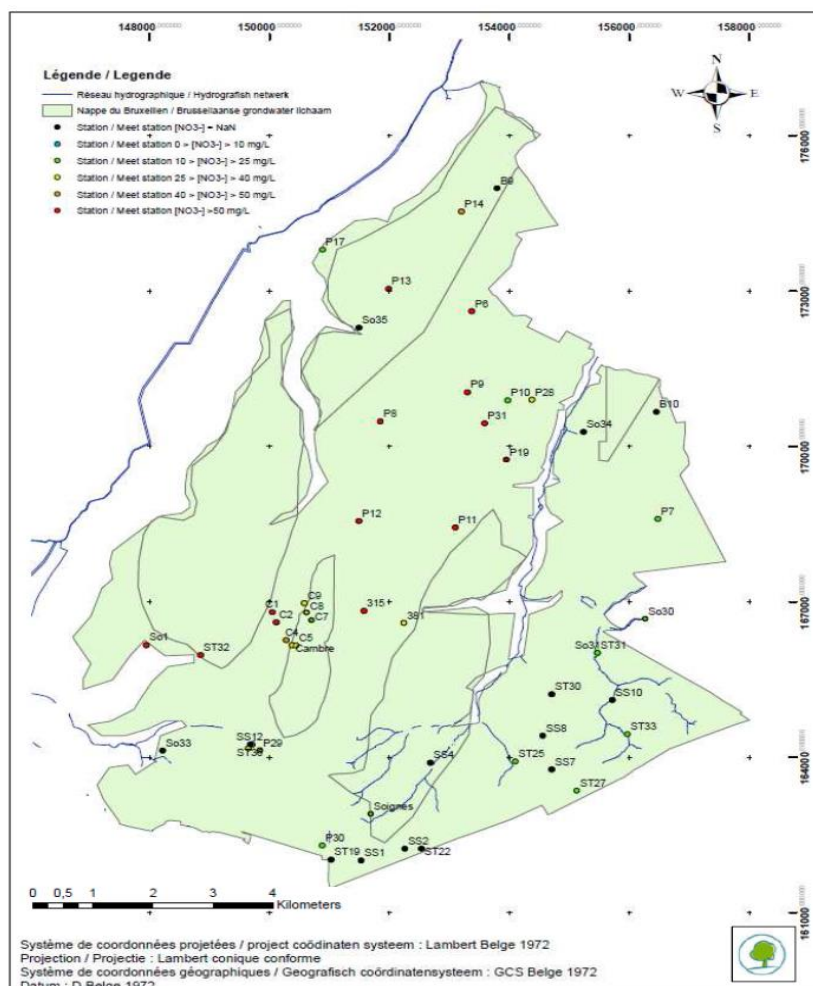 148000,000000 150000,000000 152000,000000 154000,000000 156000,000000 158000,000000
Légende / Legende
Réseau hydrographique / Hydrografish netwerk
Nappe du Bruxellien / Brusseliaanse grondwater lichaam
Station / Meet station [NO3-] = NaN
Station / Meet station 0 > [NO3-] > 10 mg/L
Station / Meet station 10 > [NO3-] > 25 mg/L
Station / Meet station 25 > [NO3-] > 40 mg/L
Station / Meet station 40 > [NO3-] > 50 mg/L
Station / Meet station [NO3-] >50 mg/L
N
W E
S
176000
B9
P14
P17
P13
173000
P6
So35
P9
P10 P28
B10
P8
P31
So34
170000
P19
P12
P11
P7
C9
167000
C1
C8
315
C2
C7
381
So30
C4
So1
C5
Cambre
ST32
So31 ST31
ST30
SS10
SS12
SS8
ST33
So33
P29
164000
SS4
ST25
SS7
ST27
Soignes
P30
SS2
ST19 SS1
ST22
161000
0 0,5 1 2 3 4
Kilometers
Système de coordonnées projetées / project coödinaten systeem : Lambert Belge 1972
Projection / Projectie : Lambert conique conforme
Système de coordonnées géographiques / Geografisch coördinatensysteem : GCS Belge 1972
Datum : D Belge 1972